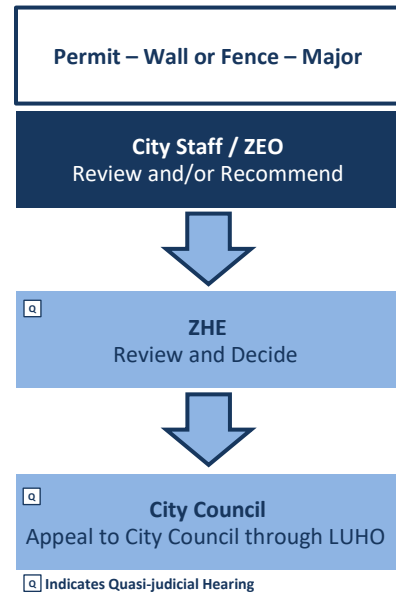 Permit – Wall or Fence – Major
City Staff / ZEO
Review and/or Recommend
Q
ZHE
Review and Decide
Q
City Council
Appeal to City Council through LUHO
Q Indicates Quasi-judicial Hearing